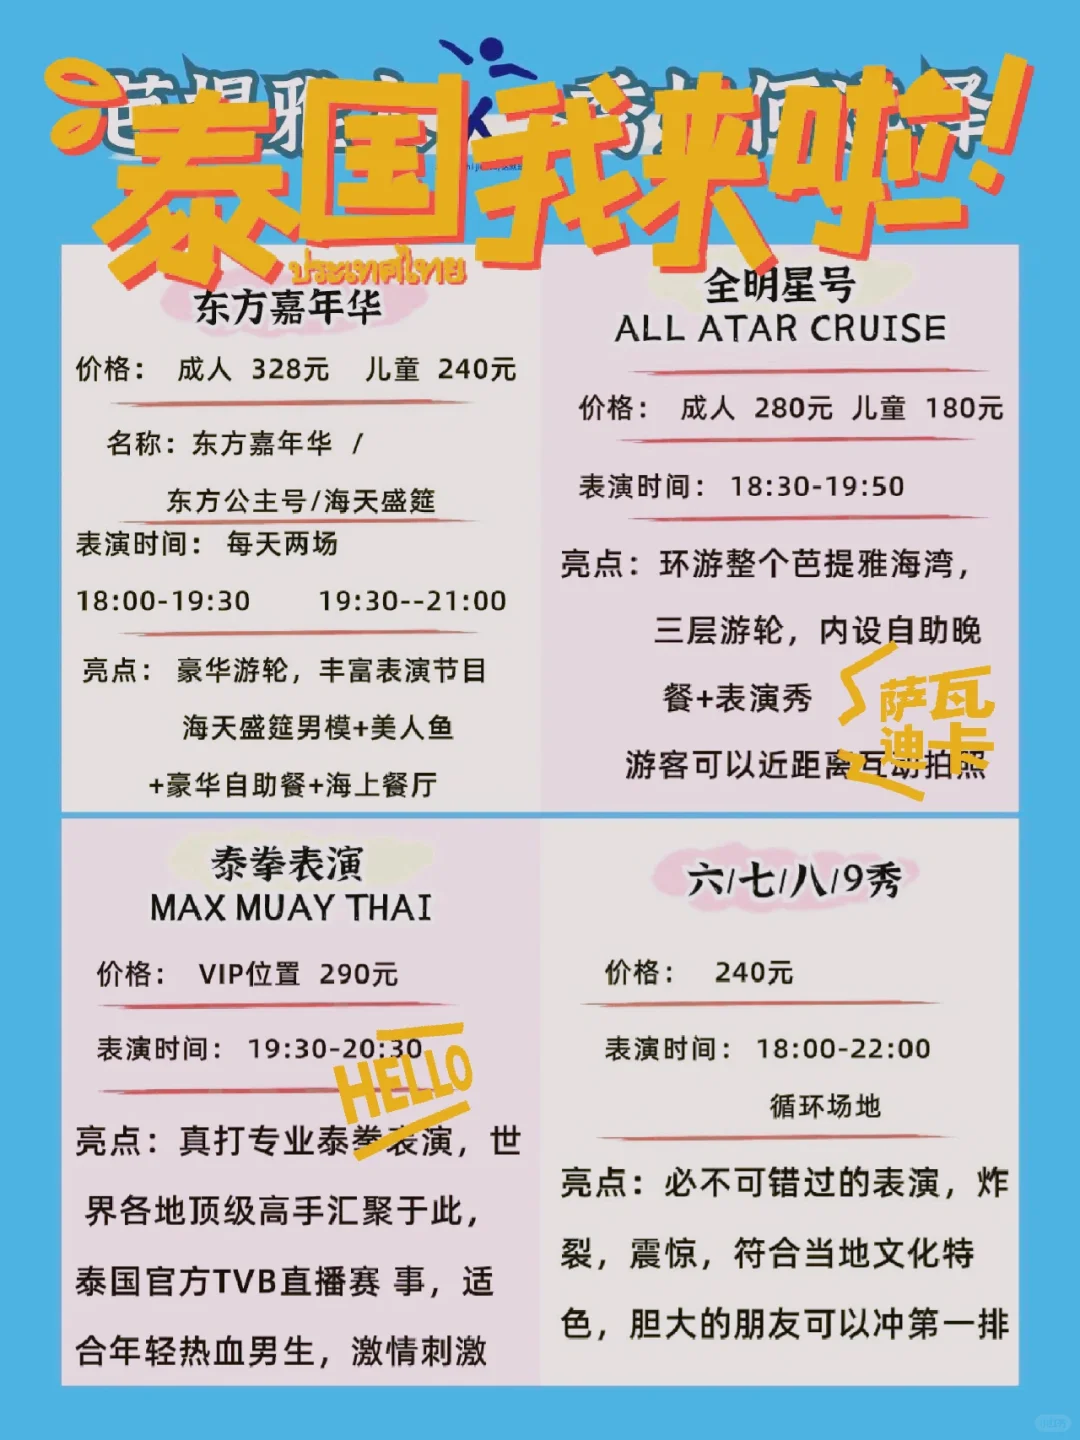 泰国我来啦!
ประเทศไทย
东方嘉年华
价格： 成人 328元 儿童 240元
名称：东方嘉年华 /
东方公主号/海天盛筵
表演时间： 每天两场
18:00-19:30 19:30--21:00
亮点： 豪华游轮，丰富表演节目
海天盛筵男模+美人鱼
+豪华自助餐+海上餐厅
全明星号
ALL ATAR CRUISE
价格： 成人 280元 儿童 180元
表演时间： 18:30-19:50
亮点：环游整个芭提雅海湾，
三层游轮，内设自助晚
餐+表演秀
游客可以近距离互动拍照
萨瓦
迪卡
泰拳表演
MAX MUAY THAI
价格： VIP位置 290元
表演时间： 19:30-20:30
HELLO
亮点：真打专业泰拳表演，世
界各地顶级高手汇聚于此，
泰国官方TVB直播赛 事，适
合年轻热血男生，激情刺激
六/七/八/9秀
价格： 240元
表演时间： 18:00-22:00
循环场地
亮点：必不可错过的表演，炸
裂，震惊，符合当地文化特
色，胆大的朋友可以冲第一排